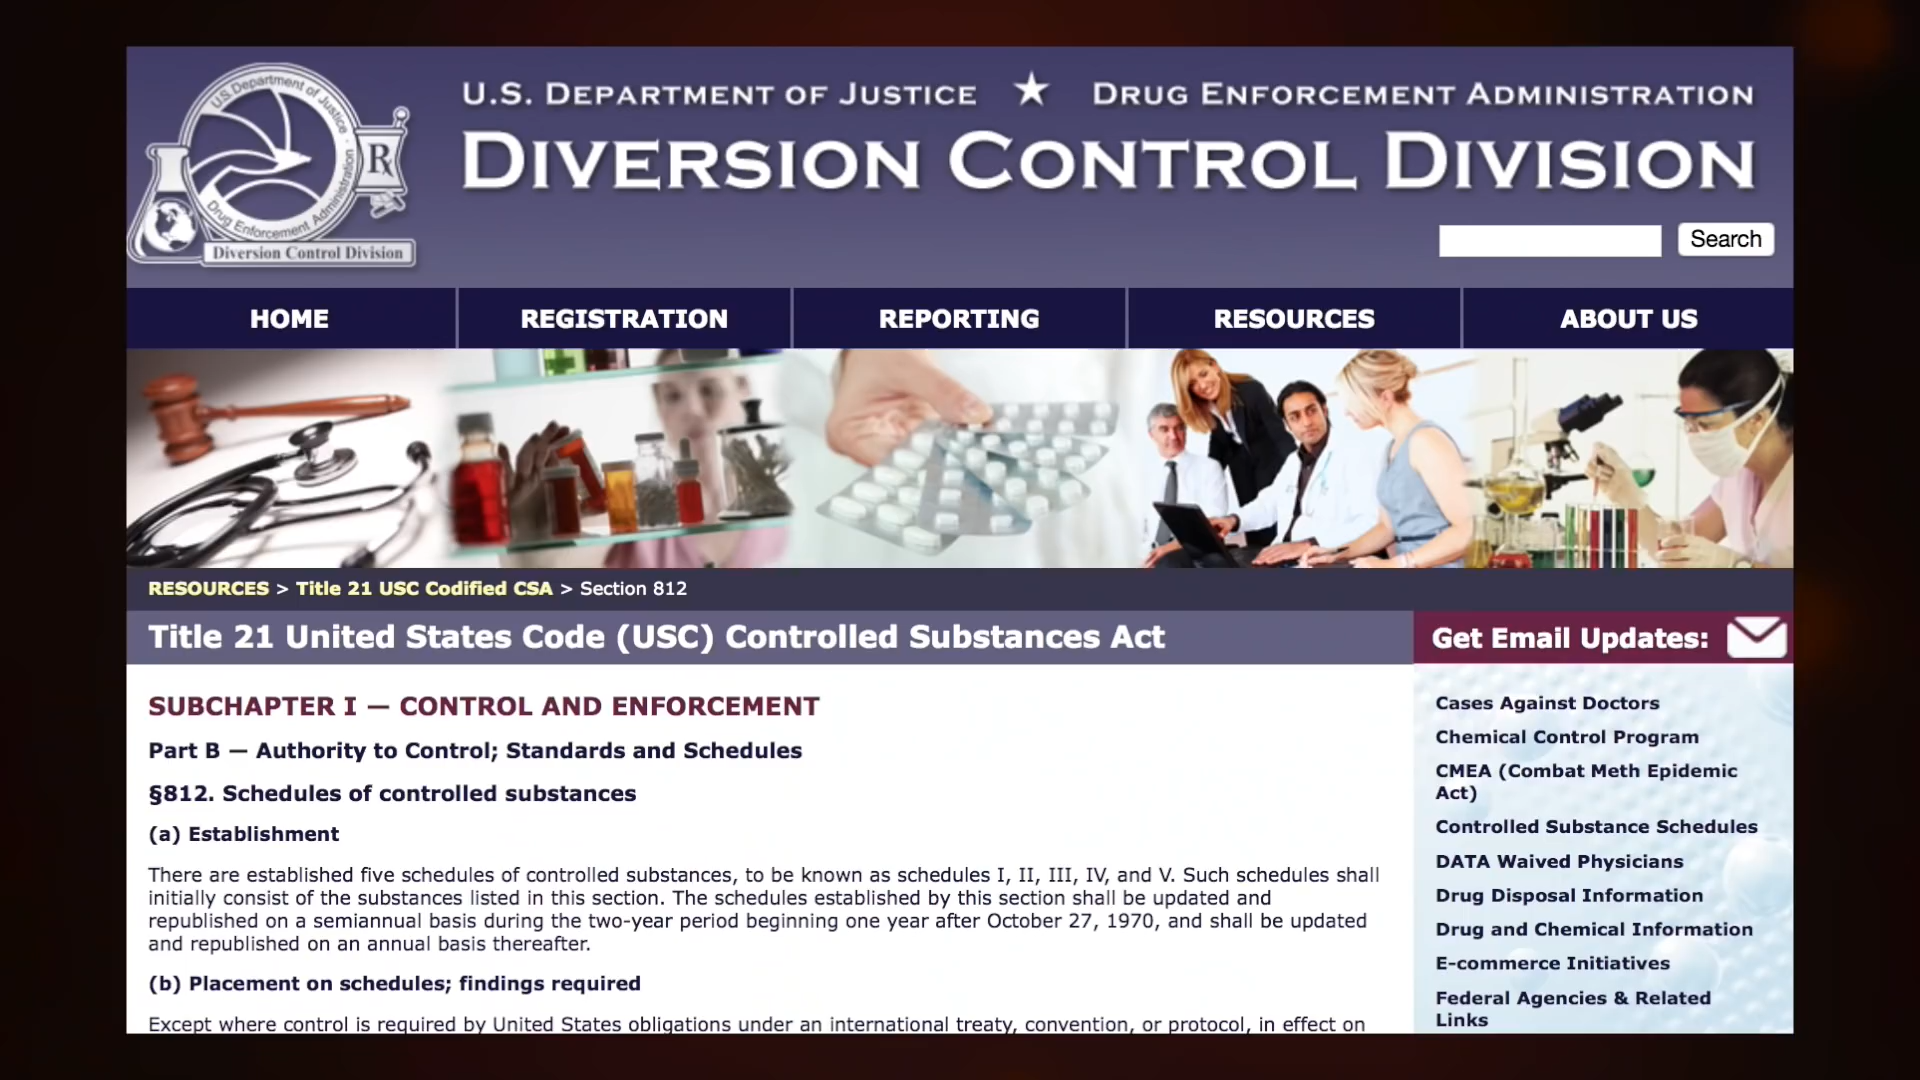 U.S. Department of Justice
Drug Enforcement Administration
R
Diversion Control Division
U.S. DEPARTMENT OF JUSTICE ★ DRUG ENFORCEMENT ADMINISTRATION
DIVERSION CONTROL DIVISION
Search
HOME REGISTRATION REPORTING RESOURCES ABOUT US
RESOURCES > Title 21 USC Codified CSA > Section 812
Title 21 United States Code (USC) Controlled Substances Act
SUBCHAPTER I — CONTROL AND ENFORCEMENT
Part B — Authority to Control; Standards and Schedules
§812. Schedules of controlled substances
(a) Establishment
There are established five schedules of controlled substances, to be known as schedules I, II, III, IV, and V. Such schedules shall
initially consist of the substances listed in this section. The schedules established by this section shall be updated and
republished on a semiannual basis during the two-year period beginning one year after October 27, 1970, and shall be updated
and republished on an annual basis thereafter.
(b) Placement on schedules; findings required
Except where control is required by United States obligations under an international treaty, convention, or protocol, in effect on
Get Email Updates:
Cases Against Doctors
Chemical Control Program
CMEA (Combat Meth Epidemic
Act)
Controlled Substance Schedules
DATA Waived Physicians
Drug Disposal Information
Drug and Chemical Information
E-commerce Initiatives
Federal Agencies & Related
Links